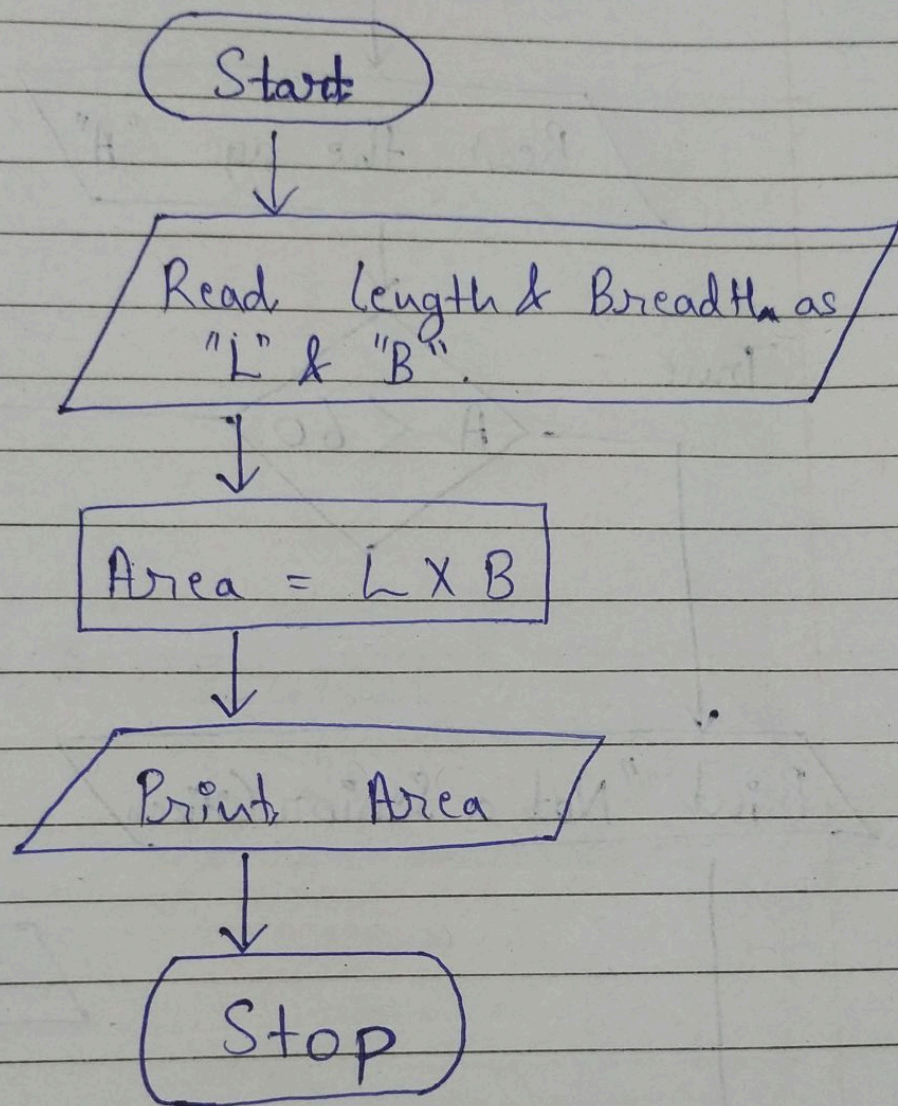 Start
Read Length & Breadth as
"L" & "B".
Area = L X B
Print Area
Stop